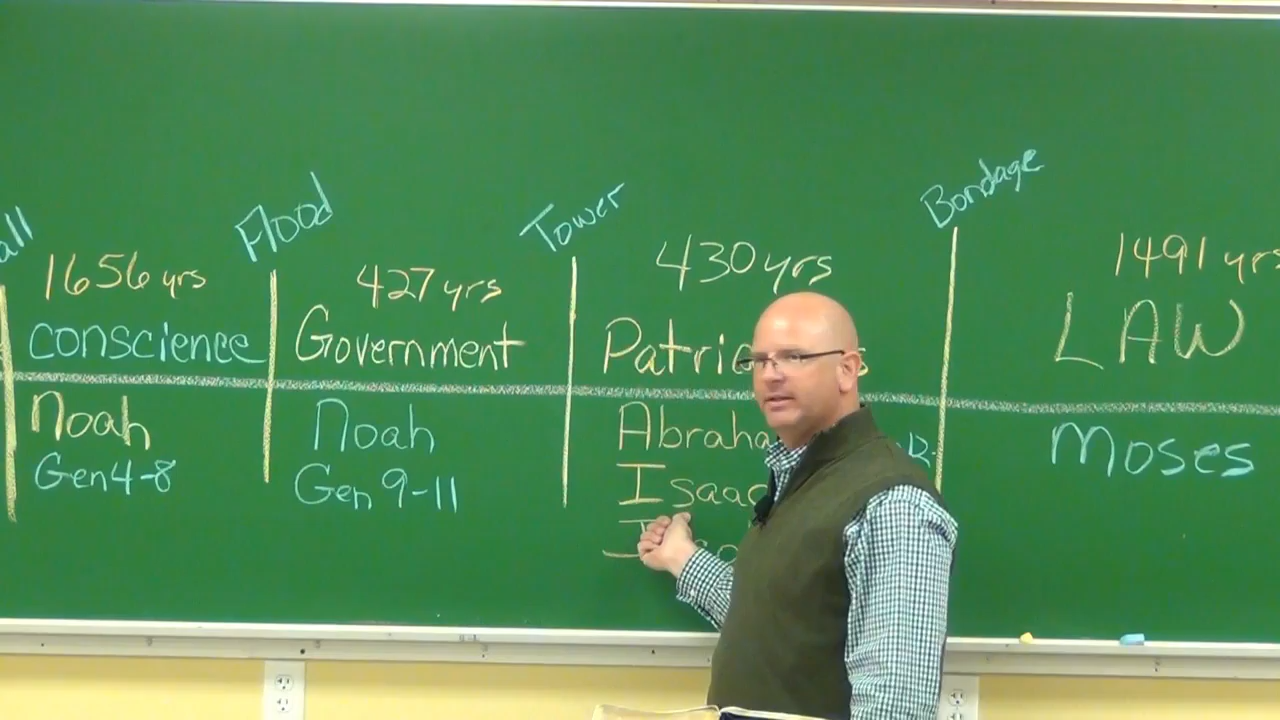 Flood
Tower
Bondage
1656 yrs
427 yrs
430 yrs
1491 yrs
conscience
Government
LAW
Noah
Noah
Moses
Gen 4-8
Gen 9-11
Isaac